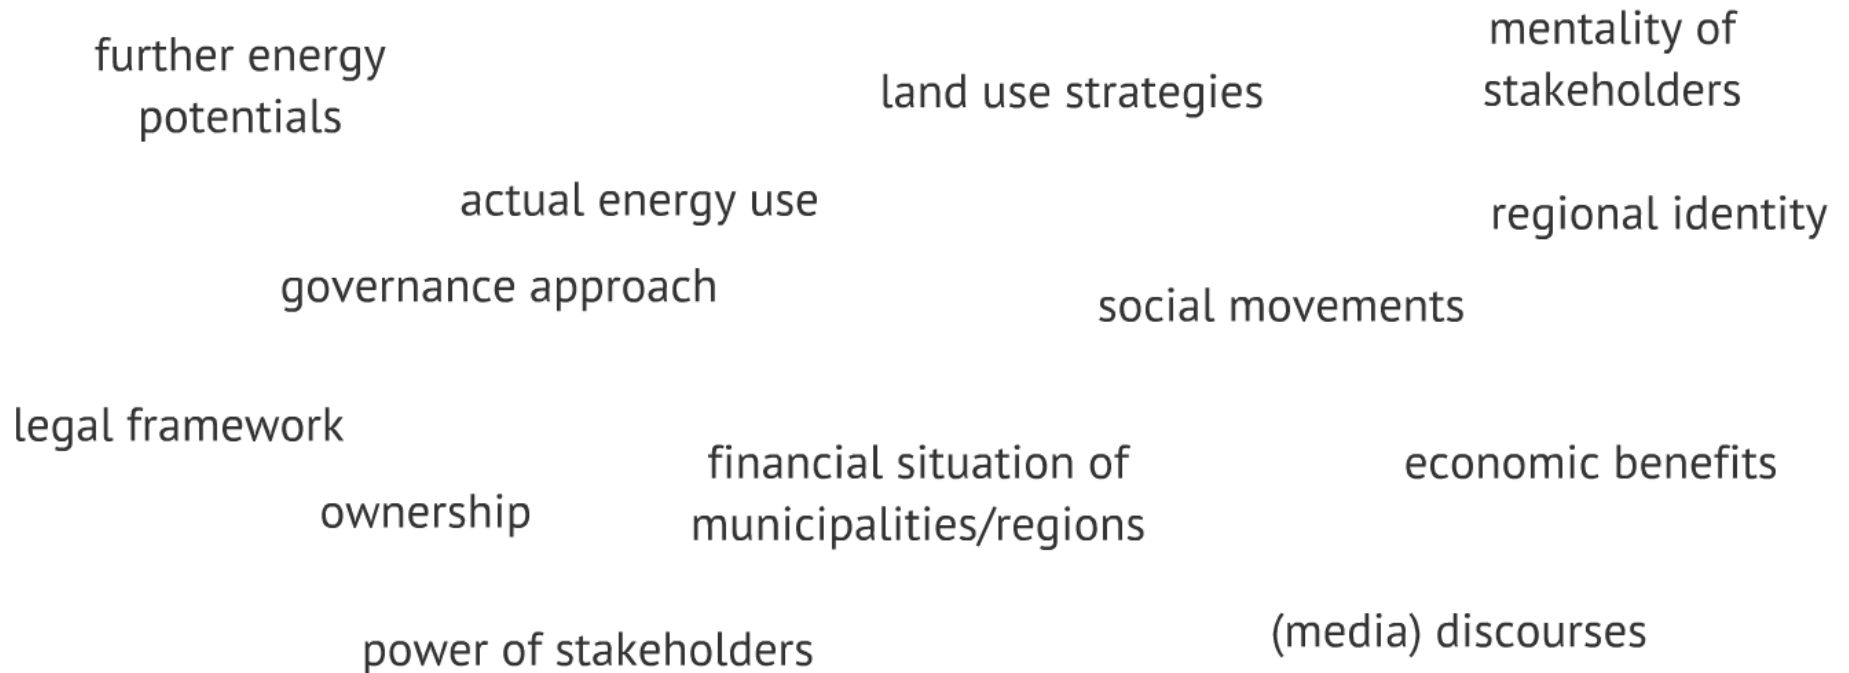 further energy
potentials
land use strategies
mentality of
stakeholders
actual energy use
regional identity
governance approach
social movements
legal framework
financial situation of
municipalities/regions
economic benefits
ownership
power of stakeholders
(media) discourses